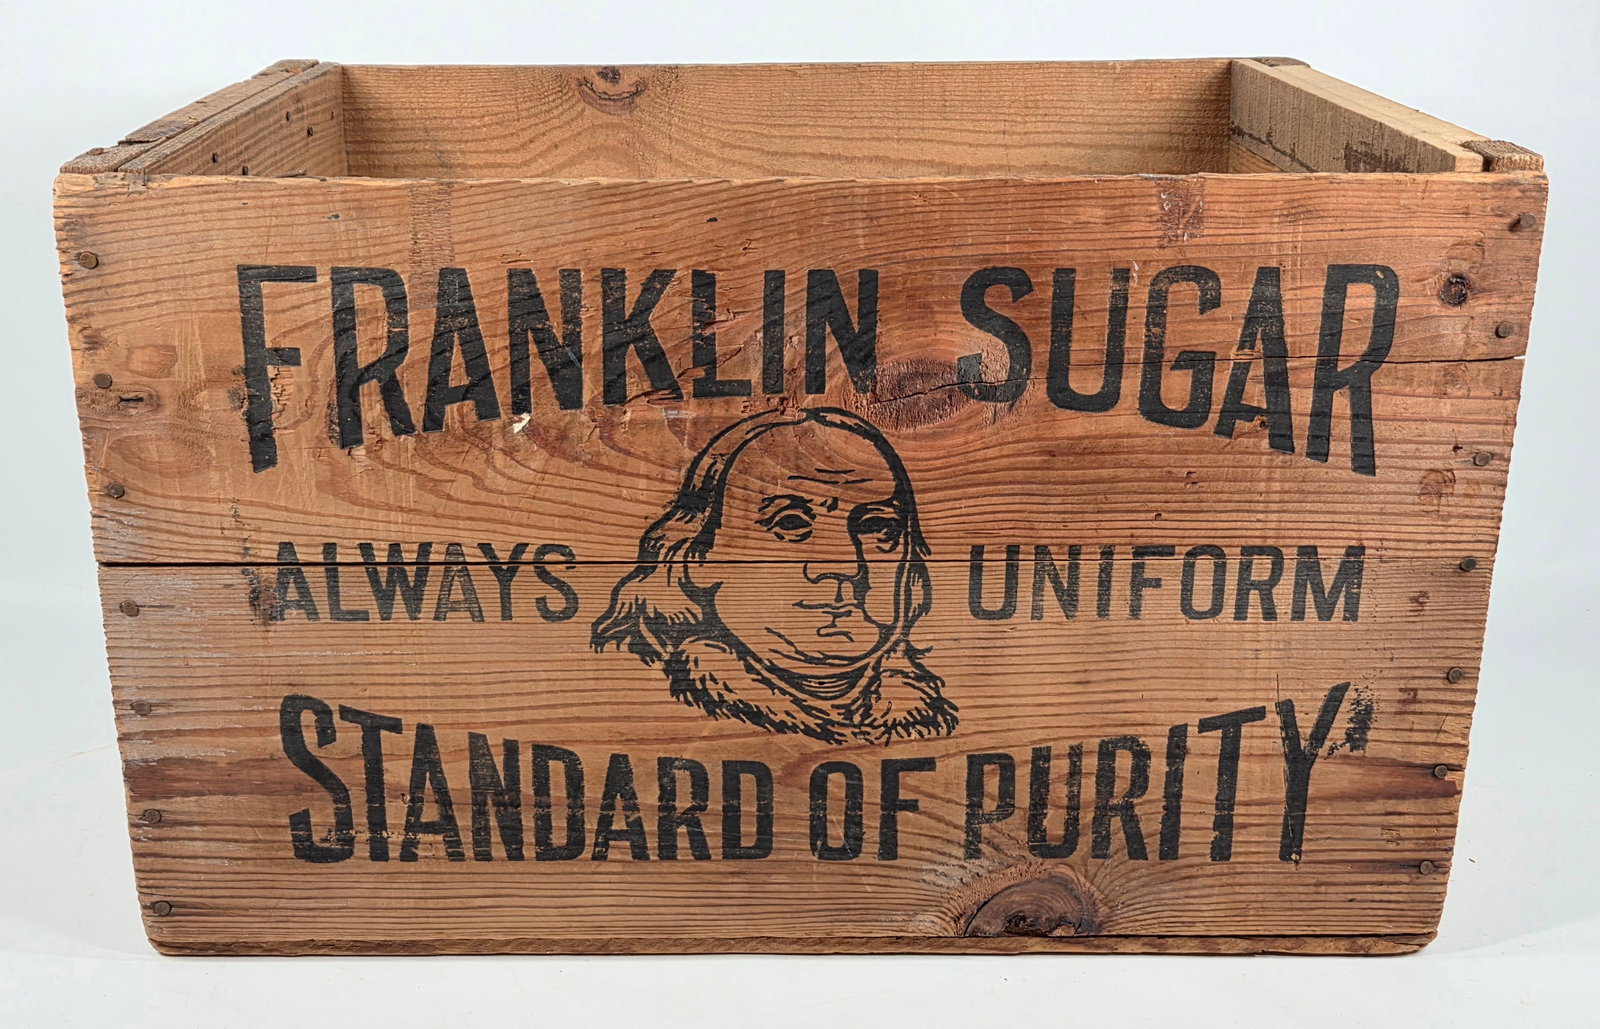 FRANKLIN SUGAR
ALWAYS UNIFORM
STANDARD OF PURITY